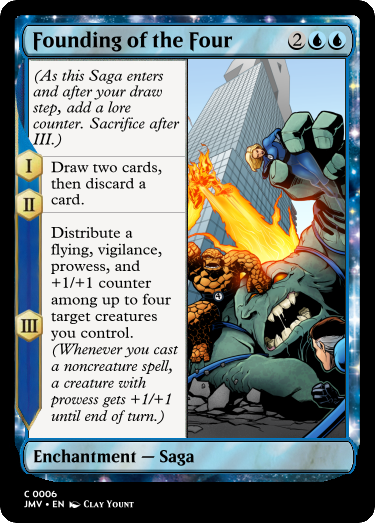 Founding of the Four 2
(As this Saga enters
and after your draw
step, add a lore
counter. Sacrifice after
III.)
I
Draw two cards,
then discard a
card.
II
III
Distribute a
flying, vigilance,
prowess, and
+1/+1 counter
among up to four
target creatures
you control.
(Whenever you cast
a noncreature spell,
a creature with
prowess gets +1/+1
until end of turn.)
4
Enchantment — Saga
C 0006
JMV • EN Clay Yount